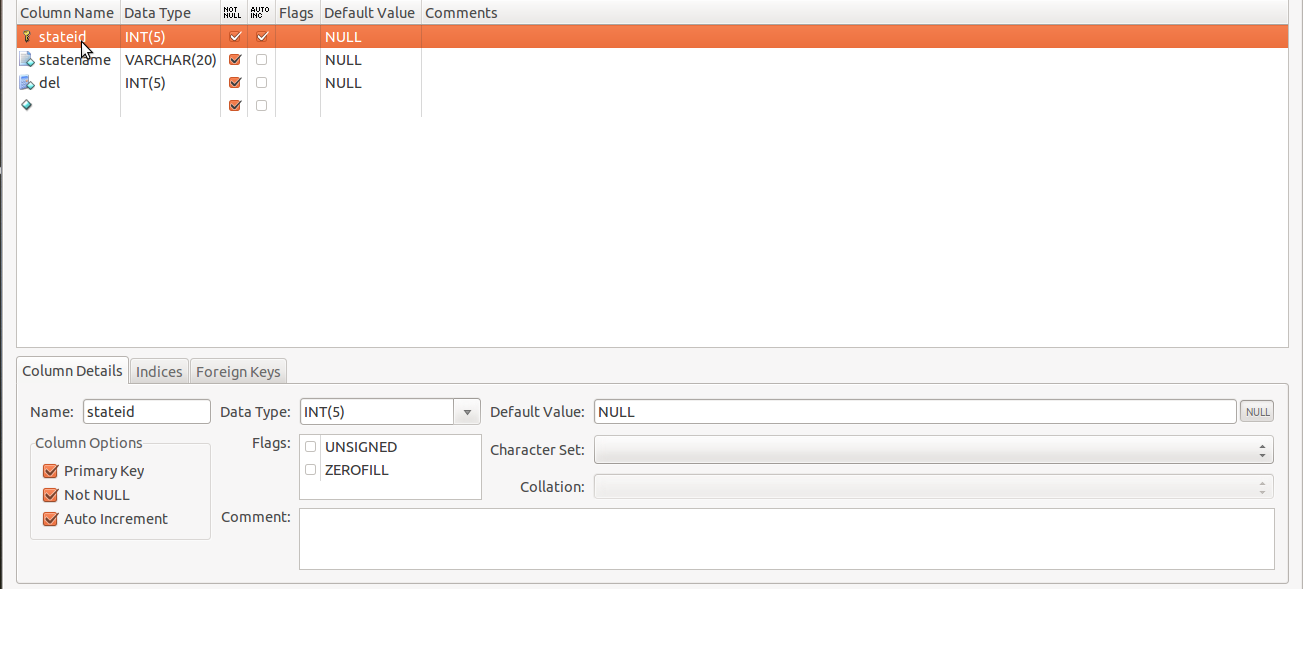 Column Name Data Type NOT NULL AUTO INC Flags Default Value Comments
stateid INT(5) NULL
statename VARCHAR(20) NULL
del INT(5) NULL
Column Details Indices Foreign Keys
Name: stateid Data Type: INT(5) Default Value: NULL NULL
Column Options Flags: UNSIGNED Character Set:
Primary Key ZEROFILL
Not NULL Collation:
Auto Increment Comment: